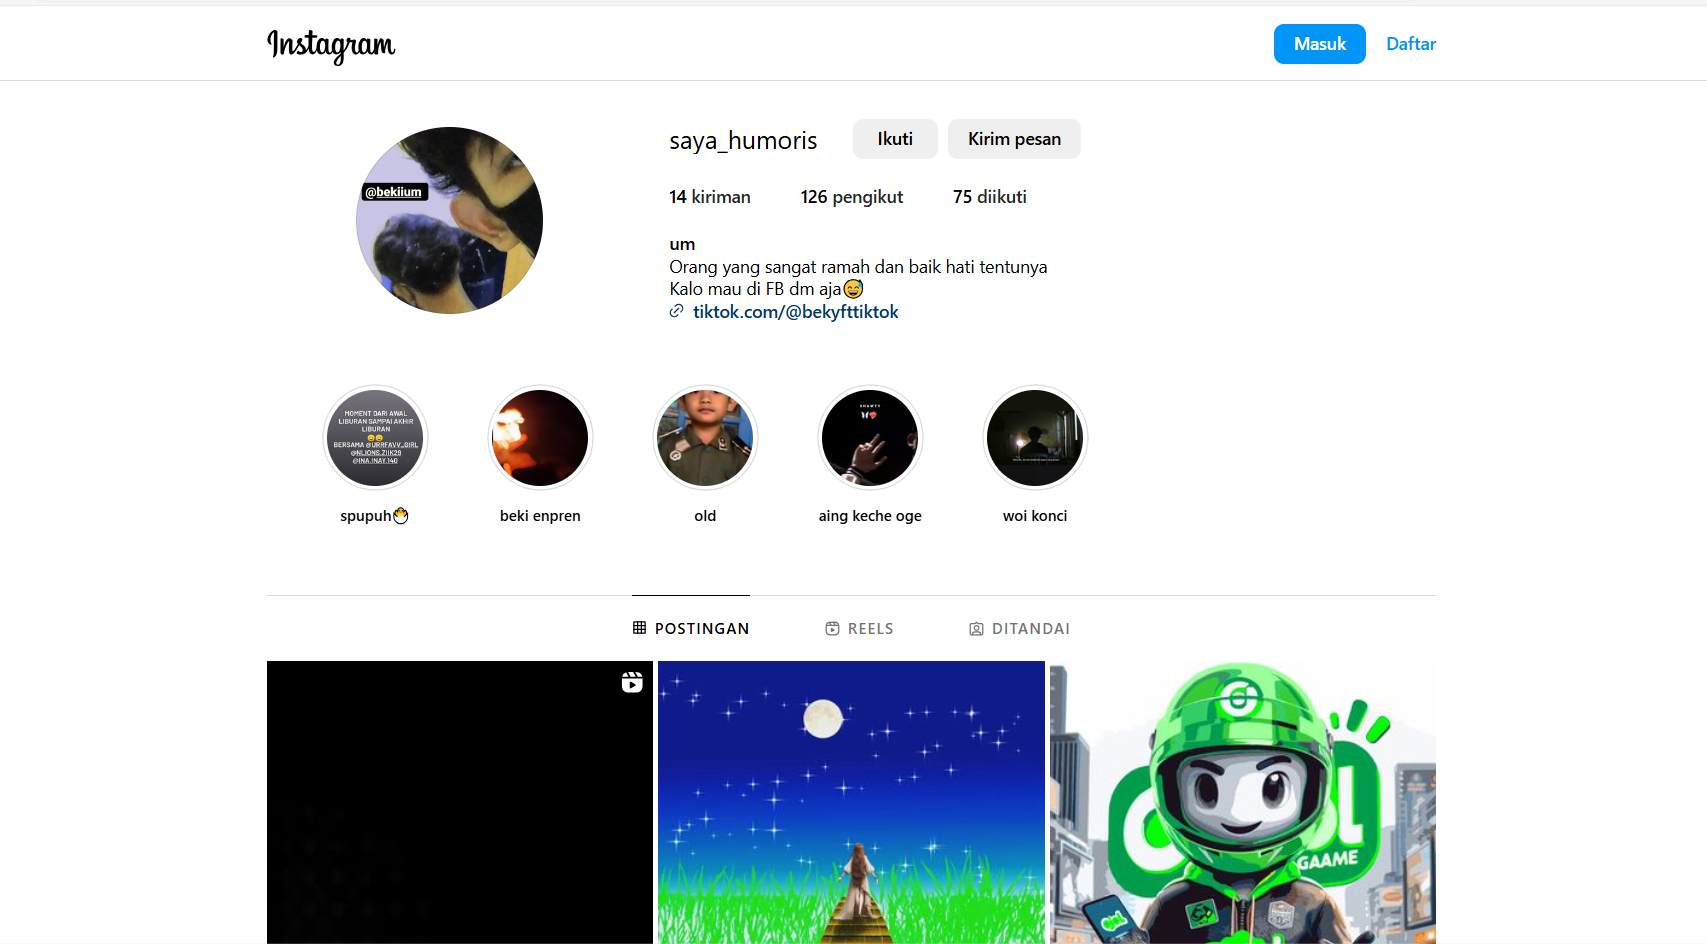 Instagram
Masuk
Daftar
@bekiium
saya_humoris
Ikuti
Kirim pesan
14 kiriman
126 pengikut
75 diikuti
um
Orang yang sangat ramah dan baik hati tentunya
Kalo mau di FB dm aja😅
tiktok.com/@bekyfttiktok
MOMENT DARI AWAL
LIBURAN SAMPAI AKHIR
LIBURAN
BERSAMA @URRFAVV_GIRL
@NLJONS.ZIIK29
@INA.INAY.140
SHAWTY
spupuh🐣
beki enpren
old
aing keche oge
woi konci
POSTINGAN
REELS
DITANDAI
GAAME